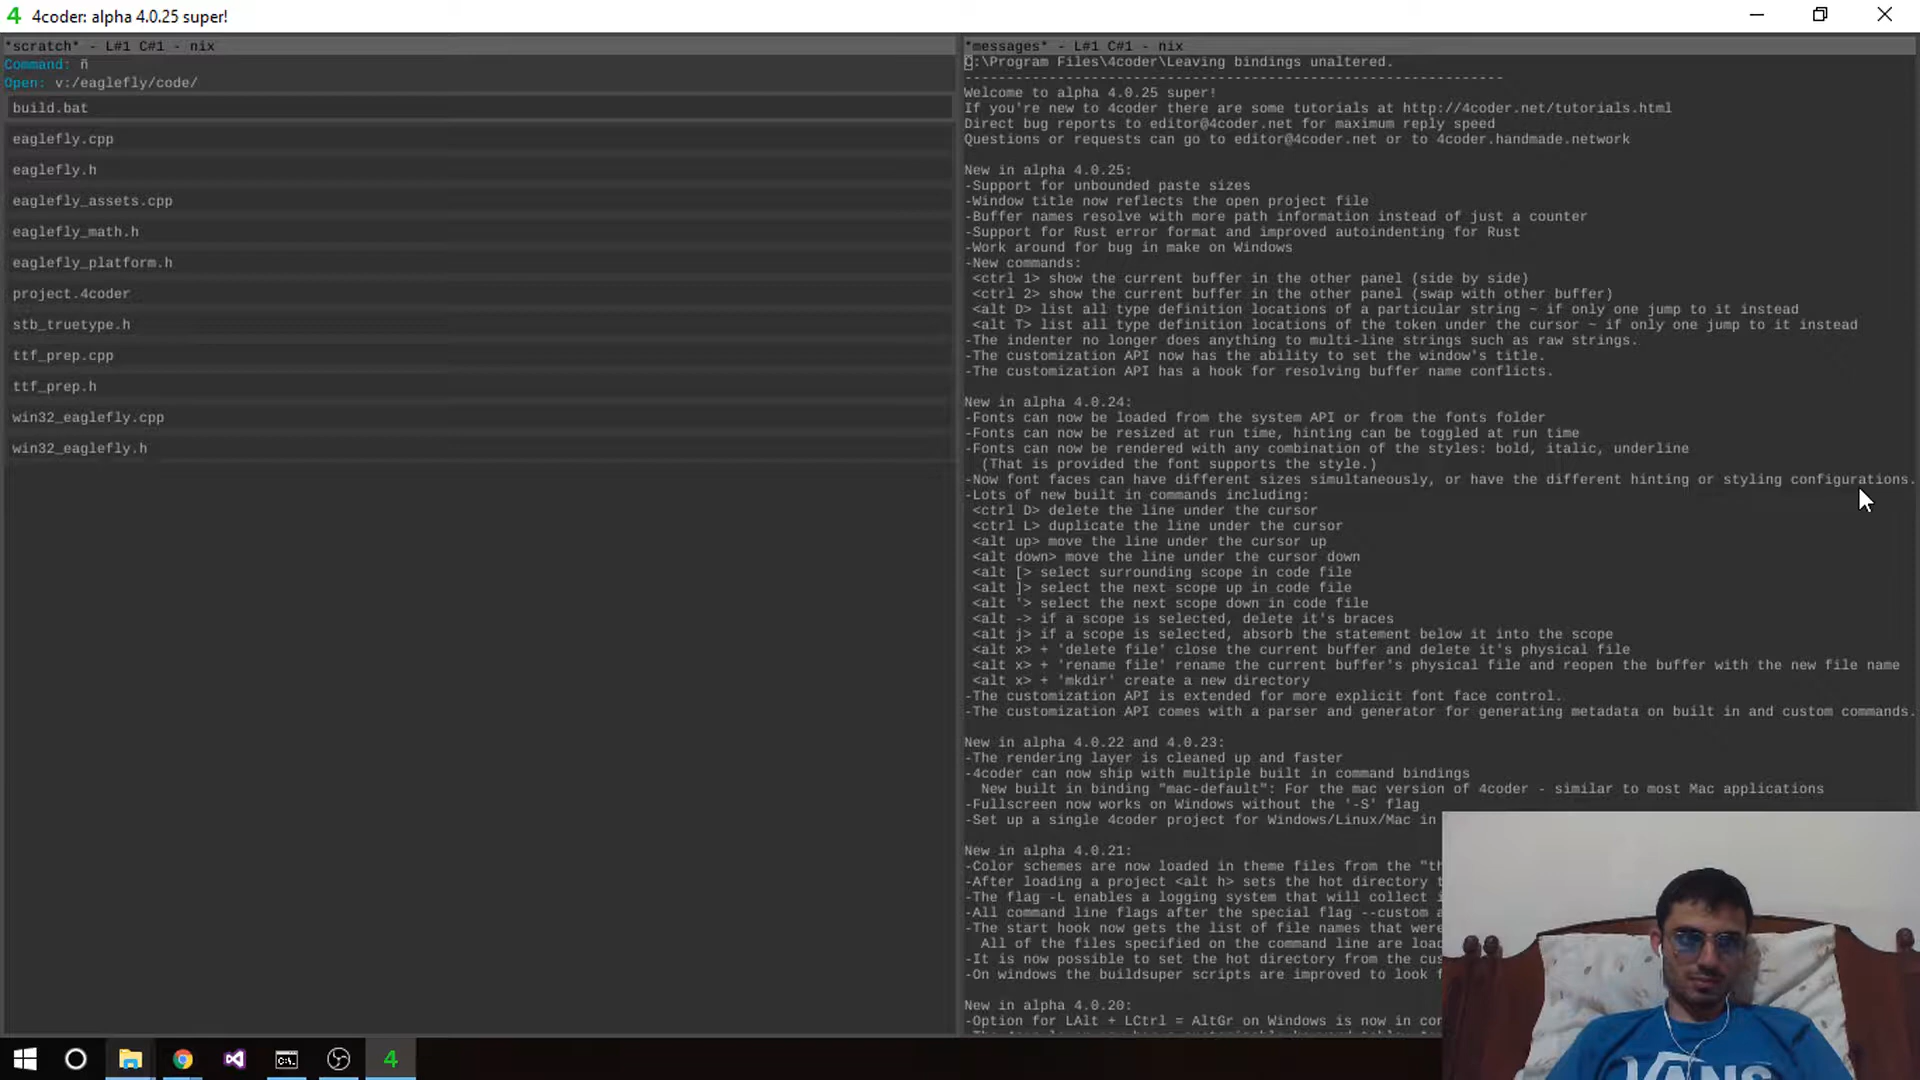 4 4coder: alpha 4.0.25 super!
*scratch* - L#1 C#1 - nix
Command: ñ
Open: v:/eaglefly/code/
build.bat
eaglefly.cpp
eaglefly.h
eaglefly_assets.cpp
eaglefly_math.h
eaglefly_platform.h
project.4coder
stb_truetype.h
ttf_prep.cpp
ttf_prep.h
win32_eaglefly.cpp
win32_eaglefly.h
*messages* - L#1 C#1 - nix
C:\Program Files\4coder\Leaving bindings unaltered.
----------------------------------------------------------------
Welcome to alpha 4.0.25 super!
If you're new to 4coder there are some tutorials at http://4coder.net/tutorials.html
Direct bug reports to editor@4coder.net for maximum reply speed
Questions or requests can go to editor@4coder.net or to 4coder.handmade.network
New in alpha 4.0.25:
-Support for unbounded paste sizes
-Window title now reflects the open project file
-Buffer names resolve with more path information instead of just a counter
-Support for Rust error format and improved autoindenting for Rust
-Work around for bug in make on Windows
-New commands:
<ctrl 1> show the current buffer in the other panel (side by side)
<ctrl 2> show the current buffer in the other panel (swap with other buffer)
<alt D> list all type definition locations of a particular string ~ if only one jump to it instead
<alt T> list all type definition locations of the token under the cursor ~ if only one jump to it instead
-The indenter no longer does anything to multi-line strings such as raw strings.
-The customization API now has the ability to set the window's title.
-The customization API has a hook for resolving buffer name conflicts.
New in alpha 4.0.24:
-Fonts can now be loaded from the system API or from the fonts folder
-Fonts can now be resized at run time, hinting can be toggled at run time
-Fonts can now be rendered with any combination of the styles: bold, italic, underline
(That is provided the font supports the style.)
-Now font faces can have different sizes simultaneously, or have the different hinting or styling configurations.
-Lots of new built in commands including:
<ctrl D> delete the line under the cursor
<ctrl L> duplicate the line under the cursor
<alt up> move the line under the cursor up
<alt down> move the line under the cursor down
<alt [> select surrounding scope in code file
<alt ]> select the next scope up in code file
<alt '> select the next scope down in code file
<alt -> if a scope is selected, delete it's braces
<alt j> if a scope is selected, absorb the statement below it into the scope
<alt x> + 'delete file' close the current buffer and delete it's physical file
<alt x> + 'rename file' rename the current buffer's physical file and reopen the buffer with the new file name
<alt x> + 'mkdir' create a new directory
-The customization API is extended for more explicit font face control.
-The customization API comes with a parser and generator for generating metadata on built in and custom commands.
New in alpha 4.0.22 and 4.0.23:
-The rendering layer is cleaned up and faster
-4coder can now ship with multiple built in command bindings
New built in binding "mac-default": For the mac version of 4coder - similar to most Mac applications
-Fullscreen now works on Windows without the '-S' flag
-Set up a single 4coder project for Windows/Linux/Mac in
New in alpha 4.0.21:
-Color schemes are now loaded in theme files from the "th
-After loading a project <alt h> sets the hot directory t
-The flag -L enables a logging system that will collect i
-All command line flags after the special flag --custom a
-The start hook now gets the list of file names that were
All of the files specified on the command line are load
-It is now possible to set the hot directory from the cus
-On windows the buildsuper scripts are improved to look f
New in alpha 4.0.20:
-Option for LAlt + LCtrl = AltGr on Windows is now in con
VANS
4